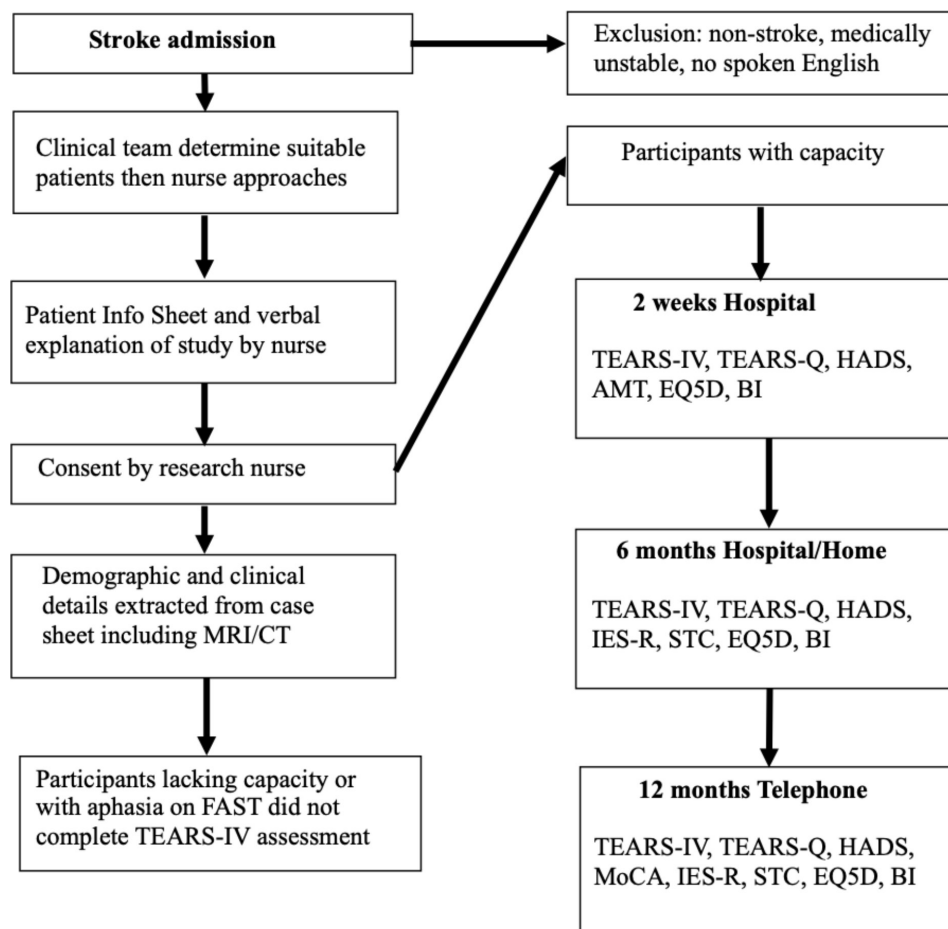 Stroke admission
Exclusion: non-stroke, medically
unstable, no spoken English
Clinical team determine suitable
patients then nurse approaches
Participants with capacity
Patient Info Sheet and verbal
explanation of study by nurse
2 weeks Hospital
TEARS-IV, TEARS-Q, HADS,
AMT, EQ5D, BI
Consent by research nurse
Demographic and clinical
details extracted from case
sheet including MRI/CT
6 months Hospital/Home
TEARS-IV, TEARS-Q, HADS,
IES-R, STC, EQ5D, BI
Participants lacking capacity or
with aphasia on FAST did not
complete TEARS-IV assessment
12 months Telephone
TEARS-IV, TEARS-Q, HADS,
MoCA, IES-R, STC, EQ5D, BI